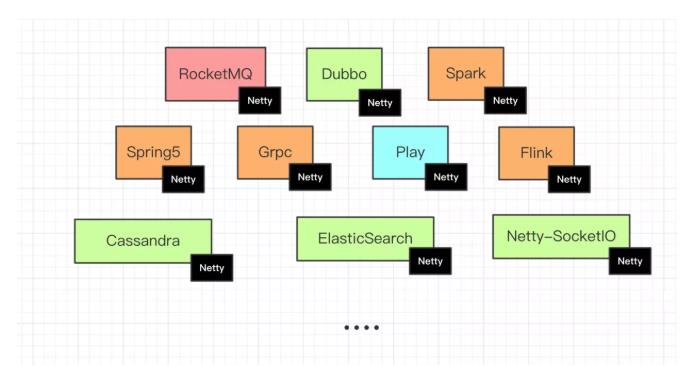 RocketMQ
Netty
Dubbo
Netty
Spark
Netty
Spring5
Netty
Grpc
Netty
Play
Netty
Flink
Netty
Cassandra
Netty
ElasticSearch
Netty
Netty-SocketIO
Netty
....